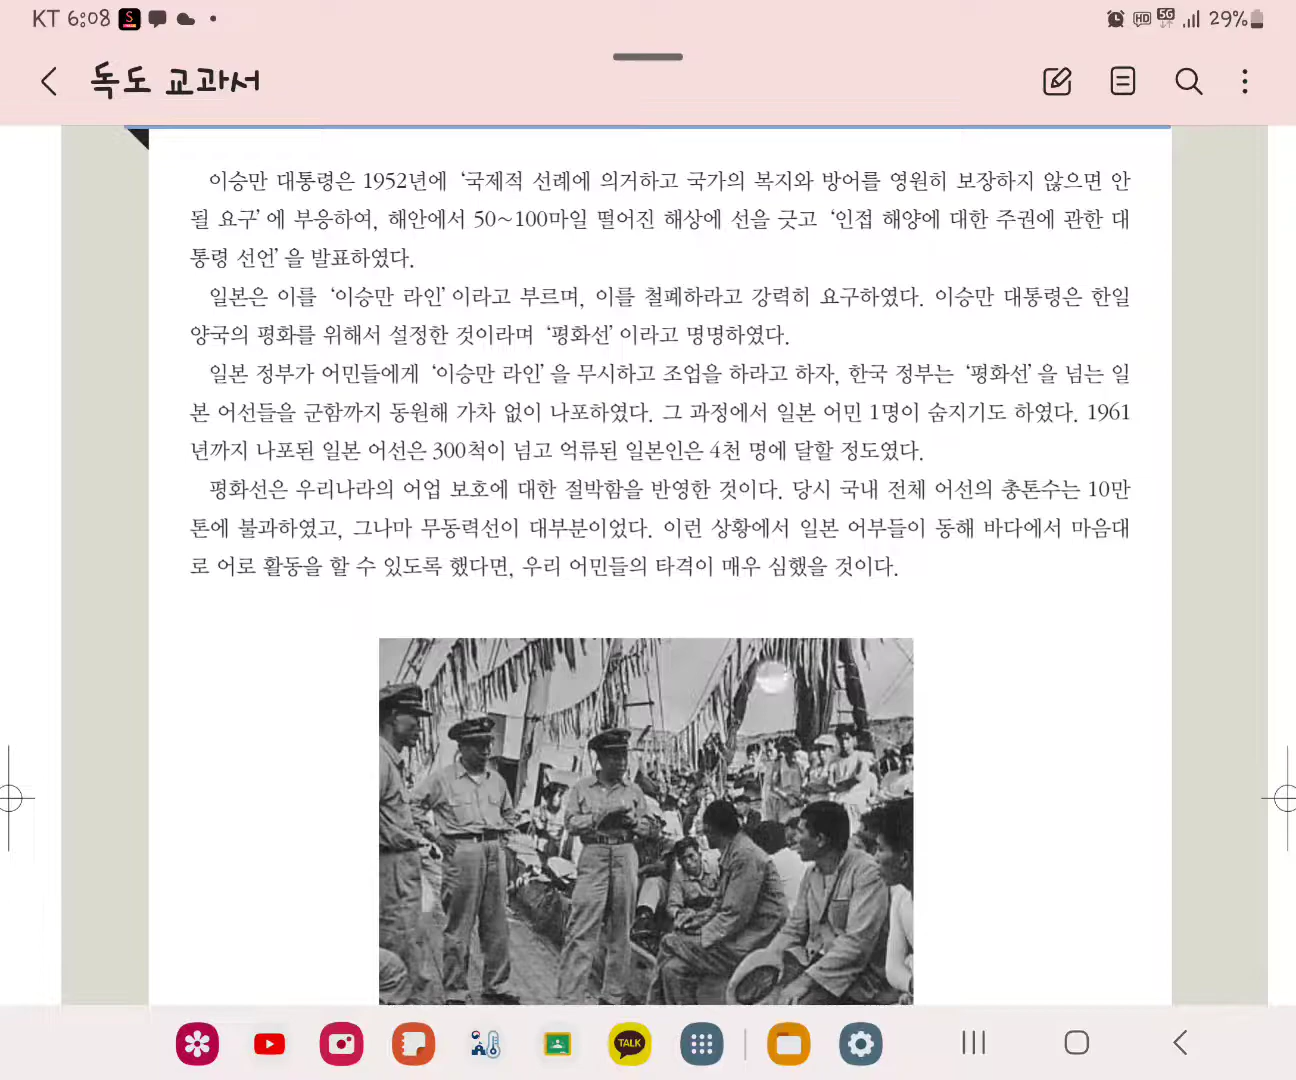 KT 6:08
HD 5G 29%
독도 교과서
이승만 대통령은 1952년에 ‘국제적 선례에 의거하고 국가의 복지와 방어를 영원히 보장하지 않으면 안
될 요구’에 부응하여, 해안에서 50~100마일 떨어진 해상에 선을 긋고 ‘인접 해양에 대한 주권에 관한 대
통령 선언’을 발표하였다.
일본은 이를 ‘이승만 라인’이라고 부르며, 이를 철폐하라고 강력히 요구하였다. 이승만 대통령은 한일
양국의 평화를 위해서 설정한 것이라며 ‘평화선’이라고 명명하였다.
일본 정부가 어민들에게 ‘이승만 라인’을 무시하고 조업을 하라고 하자, 한국 정부는 ‘평화선’을 넘는 일
본 어선들을 군함까지 동원해 가차 없이 나포하였다. 그 과정에서 일본 어민 1명이 숨지기도 하였다. 1961
년까지 나포된 일본 어선은 300척이 넘고 억류된 일본인은 4천 명에 달할 정도였다.
평화선은 우리나라의 어업 보호에 대한 절박함을 반영한 것이다. 당시 국내 전체 어선의 총톤수는 10만
톤에 불과하였고, 그나마 무동력선이 대부분이었다. 이런 상황에서 일본 어부들이 동해 바다에서 마음대
로 어로 활동을 할 수 있도록 했다면, 우리 어민들의 타격이 매우 심했을 것이다.
TALK